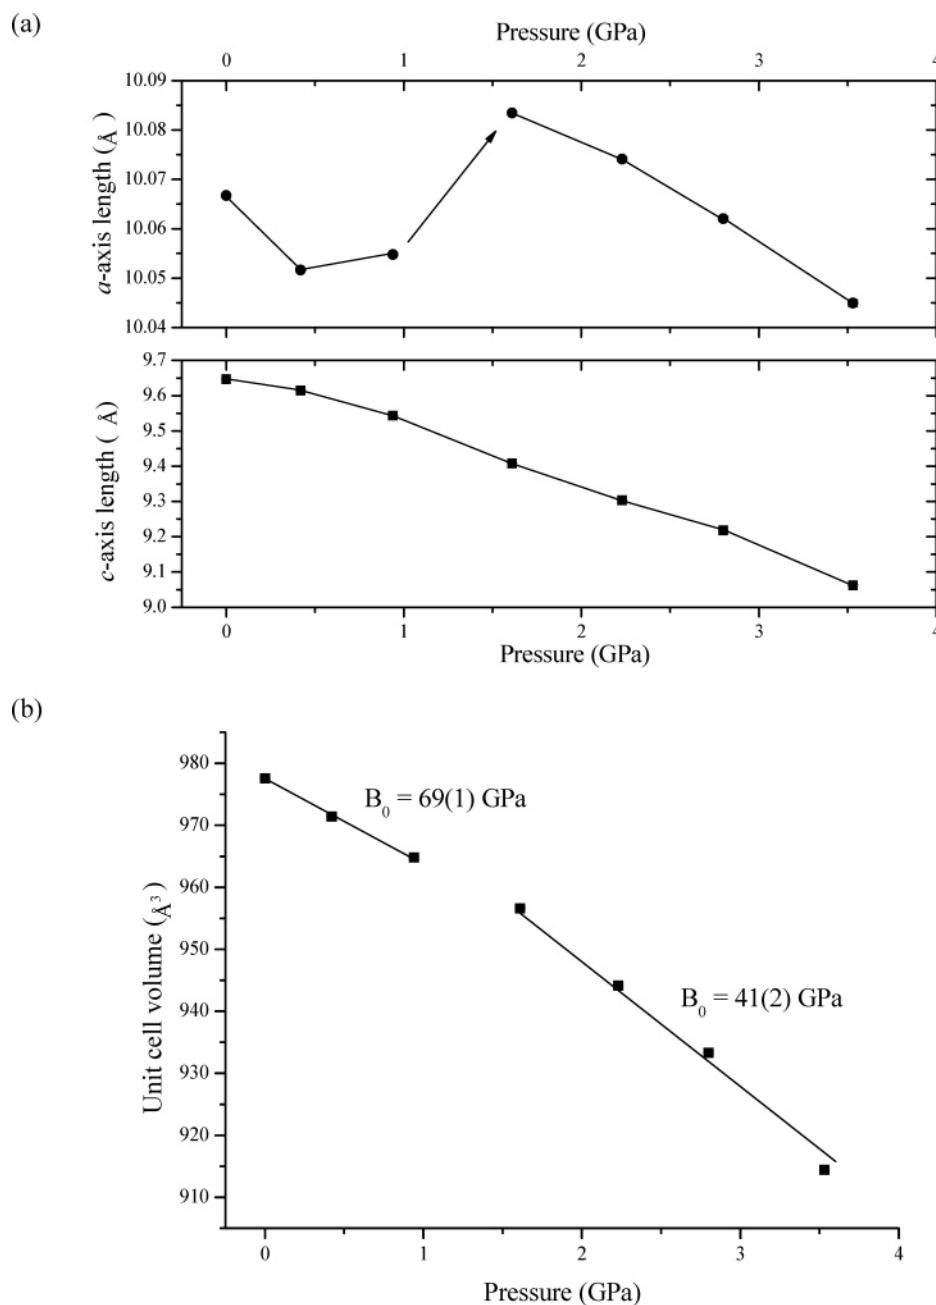 (a)
Pressure (GPa)
0 1 2 3 4
10.09
10.08
10.07
10.06
10.05
10.04
a-axis length (Å)
9.7
9.6
9.5
9.4
9.3
9.2
9.1
9.0
c-axis length (Å)
0 1 2 3 4
Pressure (GPa)
(b)
980
970
960
950
940
930
920
910
Unit cell volume (Å³)
B₀ = 69(1) GPa
B₀ = 41(2) GPa
0 1 2 3 4
Pressure (GPa)